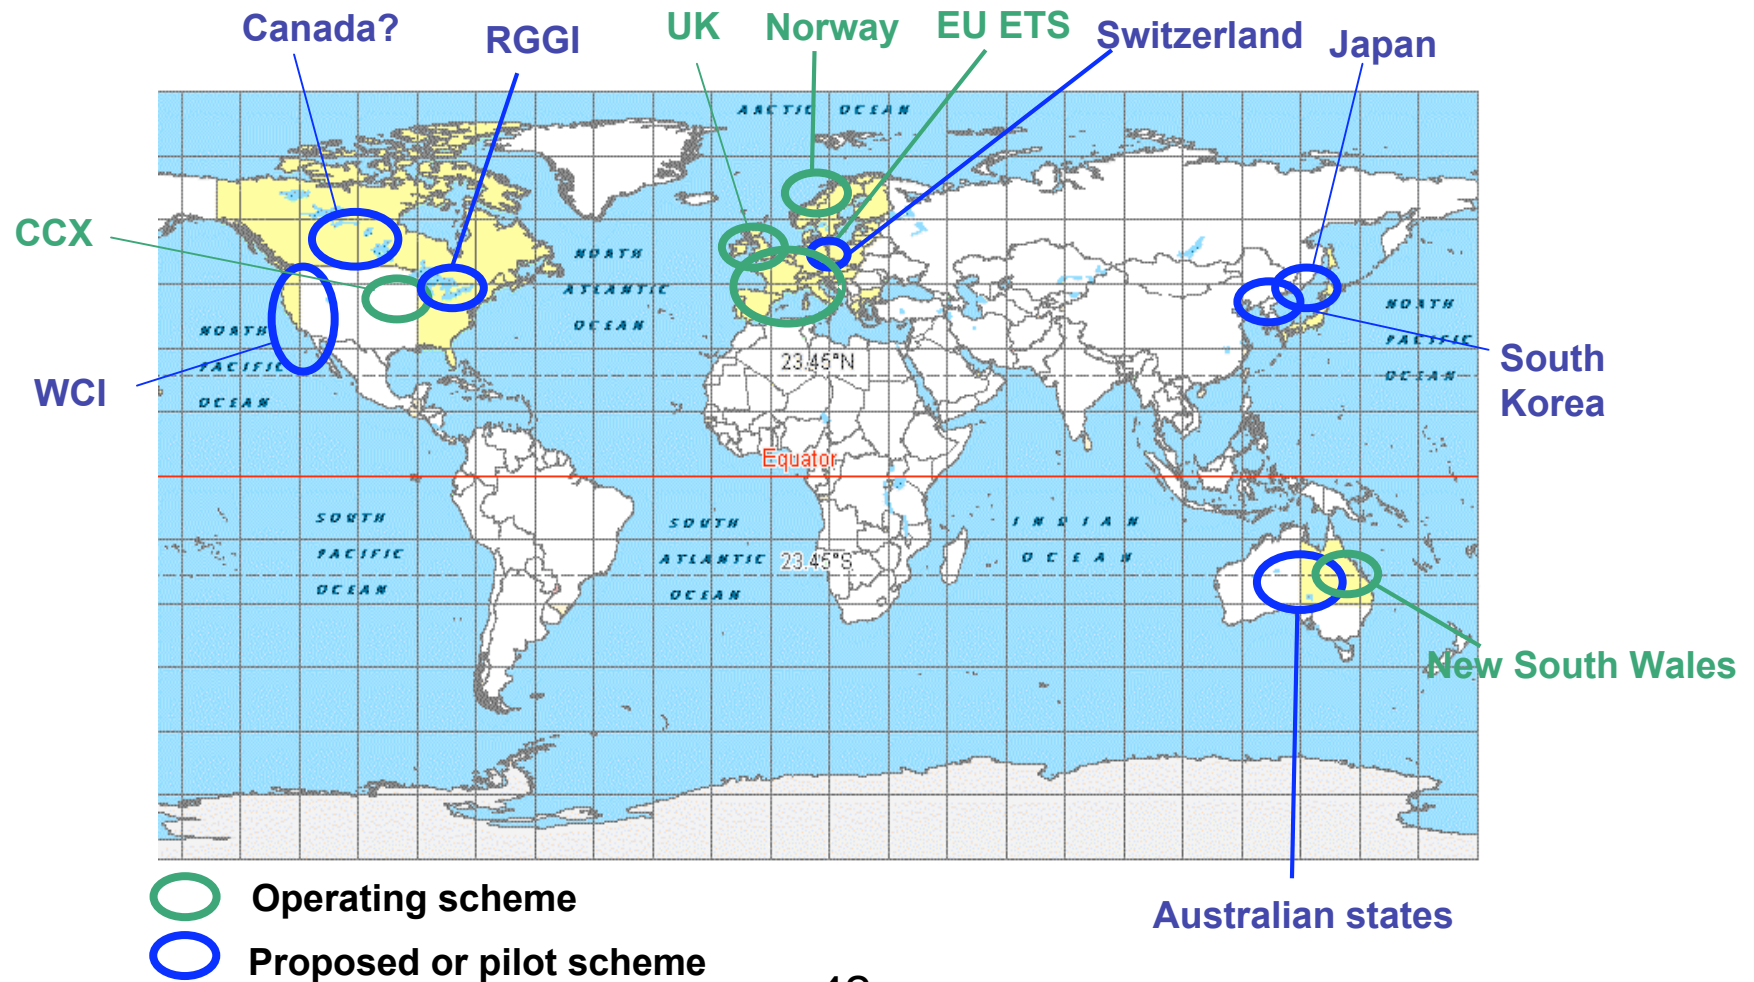 Canada?
RGGI
UK
Norway
EU ETS
Switzerland
Japan
ARCTIC OCEAN
CCX
NORTH
ATLANTIC
OCEAN
NORTH
PACIFIC
OCEAN
WCI
NORTH
PACIFIC
OCEAN
South
Korea
23.45°N
Equator
SOUTH
PACIFIC
OCEAN
SOUTH
ATLANTIC
OCEAN
INDIAN
OCEAN
23.45°S
New South Wales
Australian states
Operating scheme
Proposed or pilot scheme